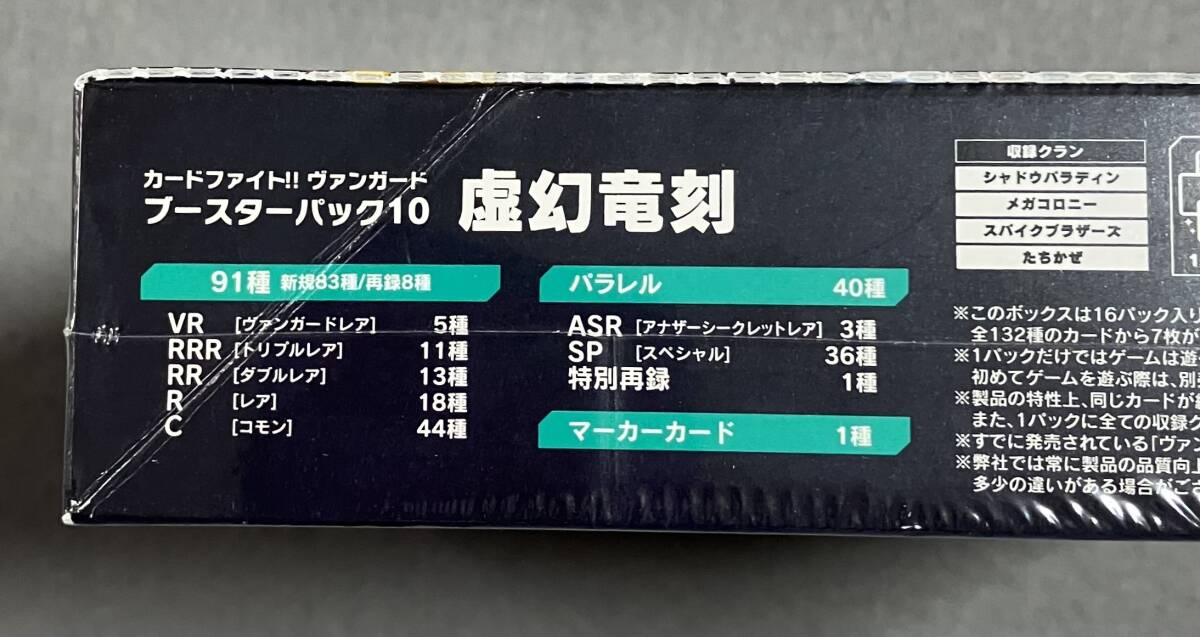 カードファイト!! ヴァンガード
ブースターパック10 虚幻竜刻
91種 新規83種/再録8種
VR [ヴァンガードレア] 5種
RRR [トリプルレア] 11種
RR [ダブルレア] 13種
R [レア] 18種
C [コモン] 44種
パラレル 40種
ASR [アナザーシークレットレア] 3種
SP [スペシャル] 36種
特別再録 1種
マーカーカード 1種
収録クラン
シャドウパラディン
メガコロニー
スパイクブラザーズ
たちかぜ
※このボックスは16パック入り
全132種のカードから7枚が
※1パックだけではゲームは遊
初めてゲームを遊ぶ際は、別
※製品の特性上、同じカードが
また、1パックに全ての収録ク
※すでに発売されている「ヴァン
※弊社では常に製品の品質向上
多少の違いがある場合がござ